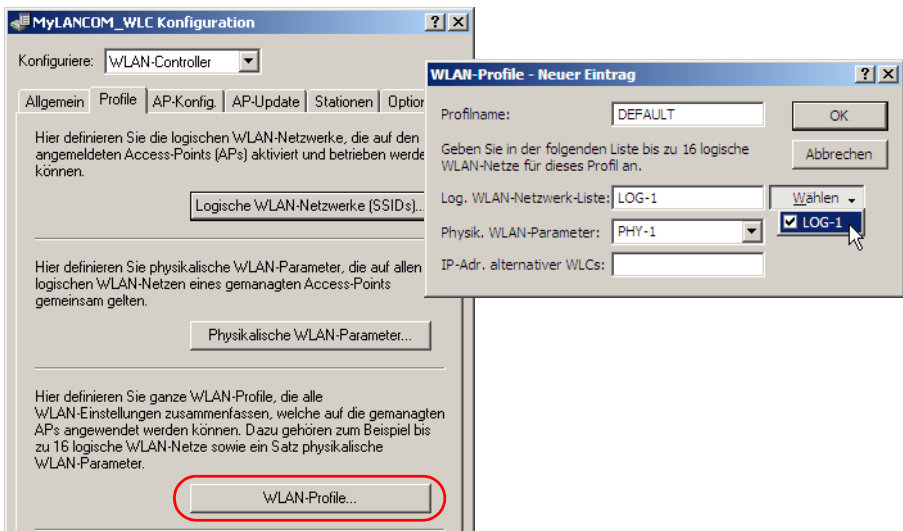 MyLANCOM_WLC Konfiguration
Konfiguriere: WLAN-Controller
Allgemein Profile AP-Konfig. AP-Update Stationen Option
Hier definieren Sie die logischen WLAN-Netzwerke, die auf den
angemeldeten Access-Points (APs) aktiviert und betrieben werde
können.
Logische WLAN-Netzwerke (SSIDs)...
Hier definieren Sie physikalische WLAN-Parameter, die auf allen
logischen WLAN-Netzen eines gemanagten Access-Points
gemeinsam gelten.
Physikalische WLAN-Parameter...
Hier definieren Sie ganze WLAN-Profile, die alle
WLAN-Einstellungen zusammenfassen, welche auf die gemanagten
APs angewendet werden können. Dazu gehören zum Beispiel bis
zu 16 logische WLAN-Netze sowie ein Satz physikalische
WLAN-Parameter.
WLAN-Profile...
WLAN-Profile - Neuer Eintrag
Profilname: DEFAULT
OK
Geben Sie in der folgenden Liste bis zu 16 logische
WLAN-Netze für dieses Profil an.
Abbrechen
Log. WLAN-Netzwerk-Liste: LOG-1
Wählen
LOG-1
Physik. WLAN-Parameter: PHY-1
IP-Adr. alternativer WLCs: